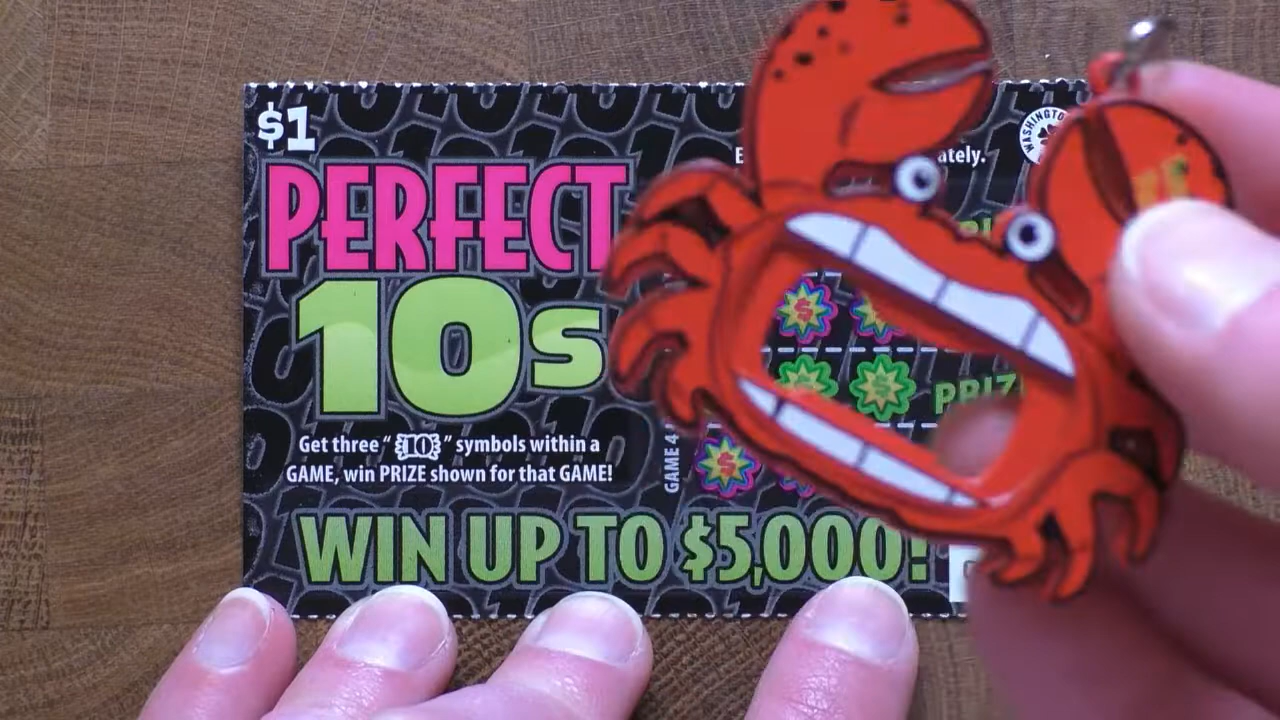 $1
PERFECT
10s
Get three "10" symbols within a
GAME, win PRIZE shown for that GAME!
WIN UP TO $5,000!
WASHINGTON
GAME 4